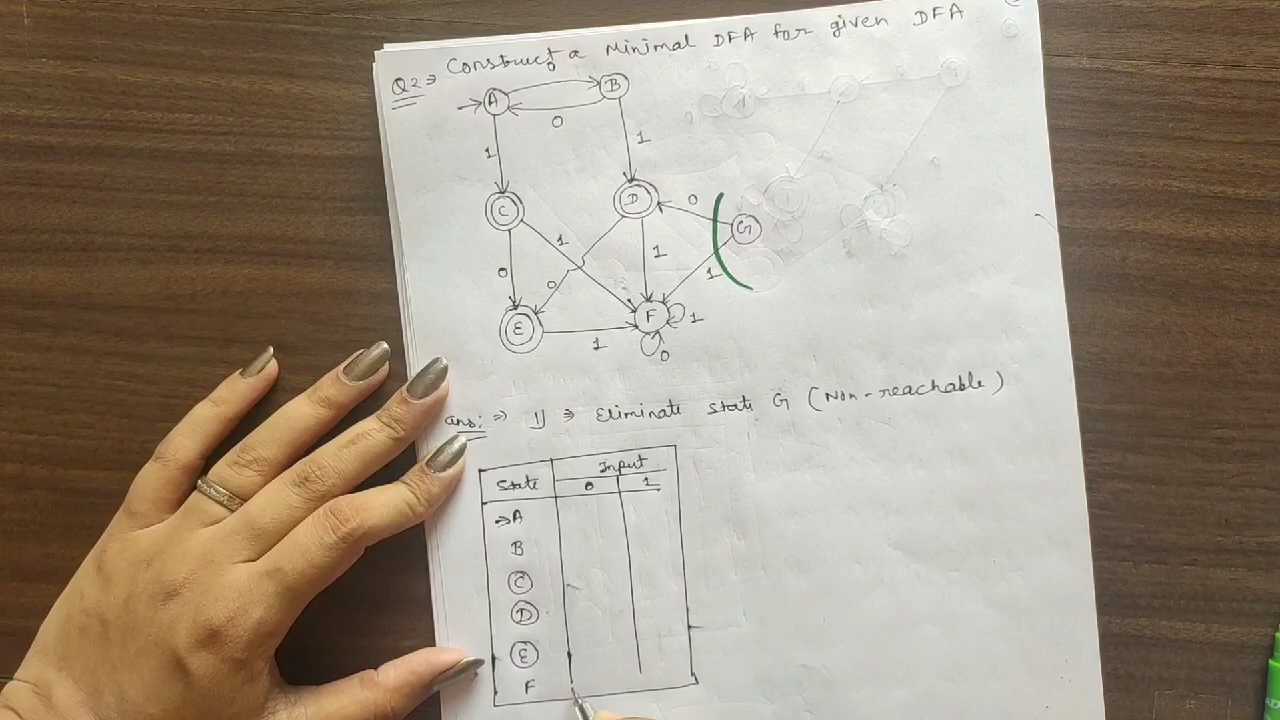 Q2⇒ Construct a Minimal DFA for given DFA
0
A B
0
1 1
C D 0 G
1 1 1
0 0
E F 1
1 0
ans:⇒ 1) ⇒ Eliminate state G (Non-reachable)
State Input
0 1
→A
B
C
D
E
F